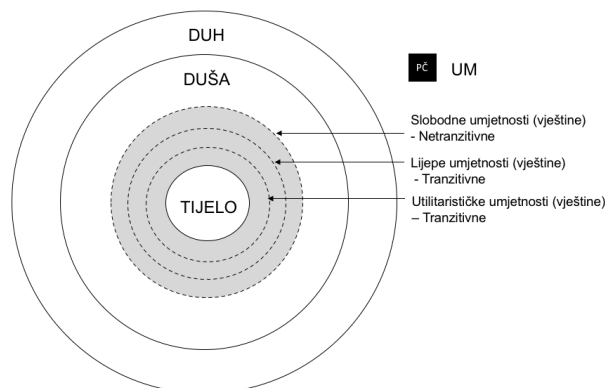 DUH
DUŠA
TIJELO
PČ UM
Slobodne umjetnosti (vještine)
- Netranzitivne
Lijepe umjetnosti (vještine)
- Tranzitivne
Utilitarističke umjetnosti (vještine)
– Tranzitivne